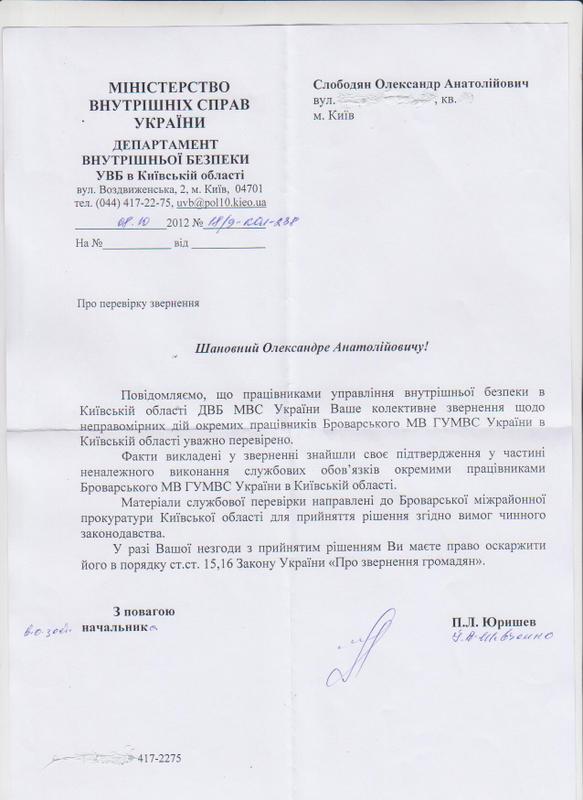 МІНІСТЕРСТВО
ВНУТРІШНІХ СПРАВ
УКРАЇНИ
ДЕПАРТАМЕНТ
ВНУТРІШНЬОЇ БЕЗПЕКИ
УВБ в Київській області
вул. Воздвиженська, 2, м. Київ, 04701
тел. (044) 417-22-75, uvb@pol10.kieo.ua
08.10 2012 № 18/9-кол-238
На № від
Слободян Олександр Анатолійович
вул. , кв.
м. Київ
Про перевірку звернення
Шановний Олександре Анатолійовичу!
Повідомляємо, що працівниками управління внутрішньої безпеки в
Київській області ДВБ МВС України Ваше колективне звернення щодо
неправомірних дій окремих працівників Броварського МВ ГУМВС України в
Київській області уважно перевірено.
Факти викладені у зверненні знайшли своє підтвердження у частині
неналежного виконання службових обов’язків окремими працівниками
Броварського МВ ГУМВС України в Київській області.
Матеріали службової перевірки направлені до Броварської міжрайонної
прокуратури Київської області для прийняття рішення згідно вимог чинного
законодавства.
У разі Вашої незгоди з прийнятим рішенням Ви маєте право оскаржити
його в порядку ст.ст. 15,16 Закону України «Про звернення громадян».
З повагою
начальника
П.Л. Юришев
417-2275